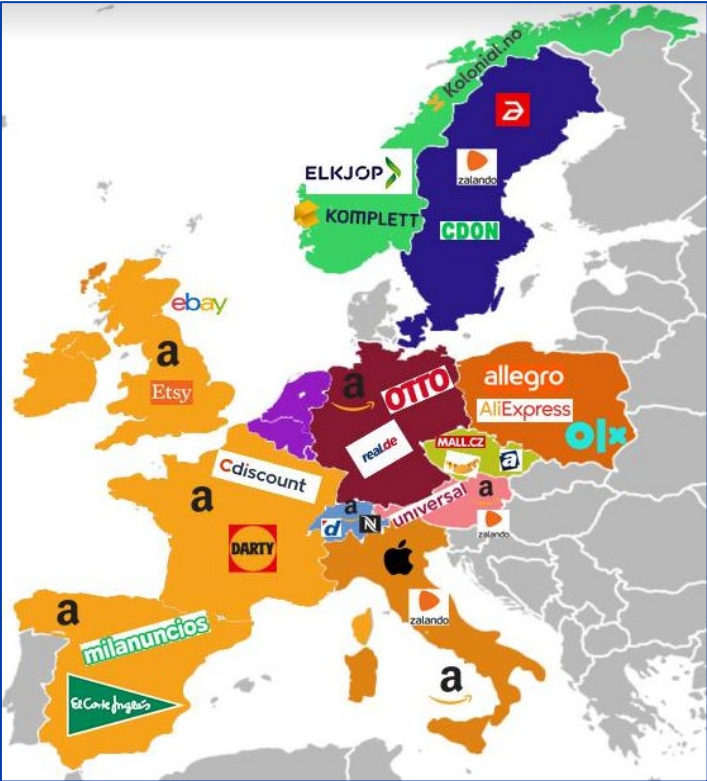 Kolonial.no
ELKJOP
zalando
KOMPLETT
CDON
ebay
a
Etsy
a
OTTO
allegro
AliExpress
olx
real.de
MALL.CZ
a
Cdiscount
a
DARTY
a
d
N
universal
a
zalando
zalando
a
milanuncios
El Corte Inglés
a